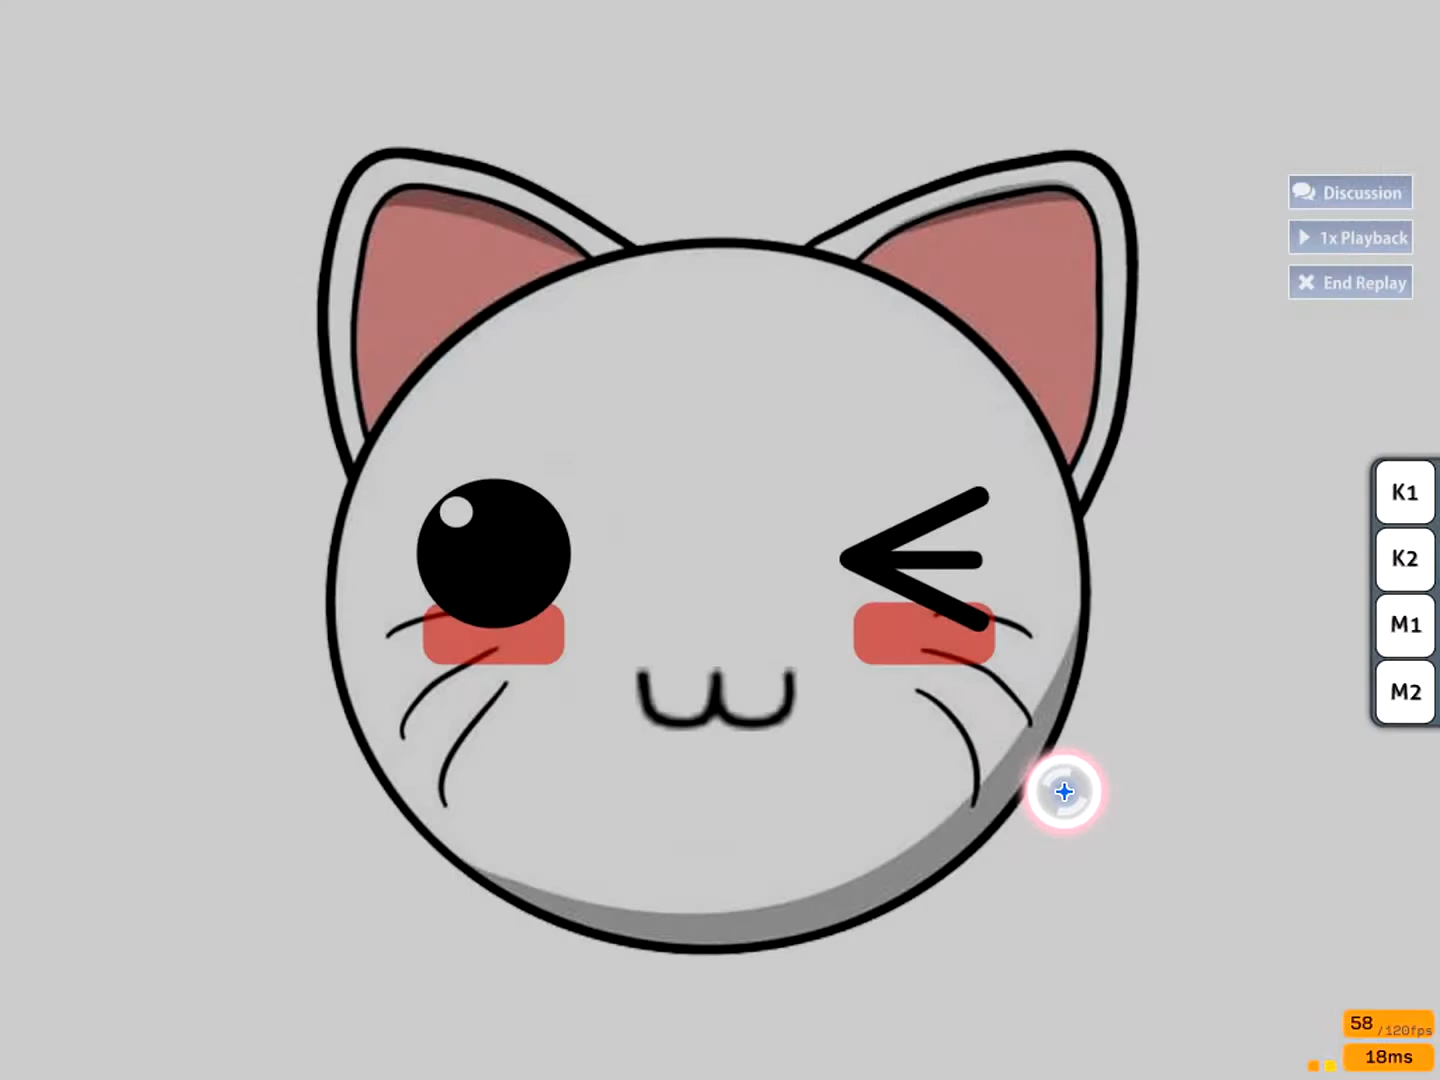 Discussion
1x Playback
End Replay
K1
K2
M1
M2
58 /120fps
18ms